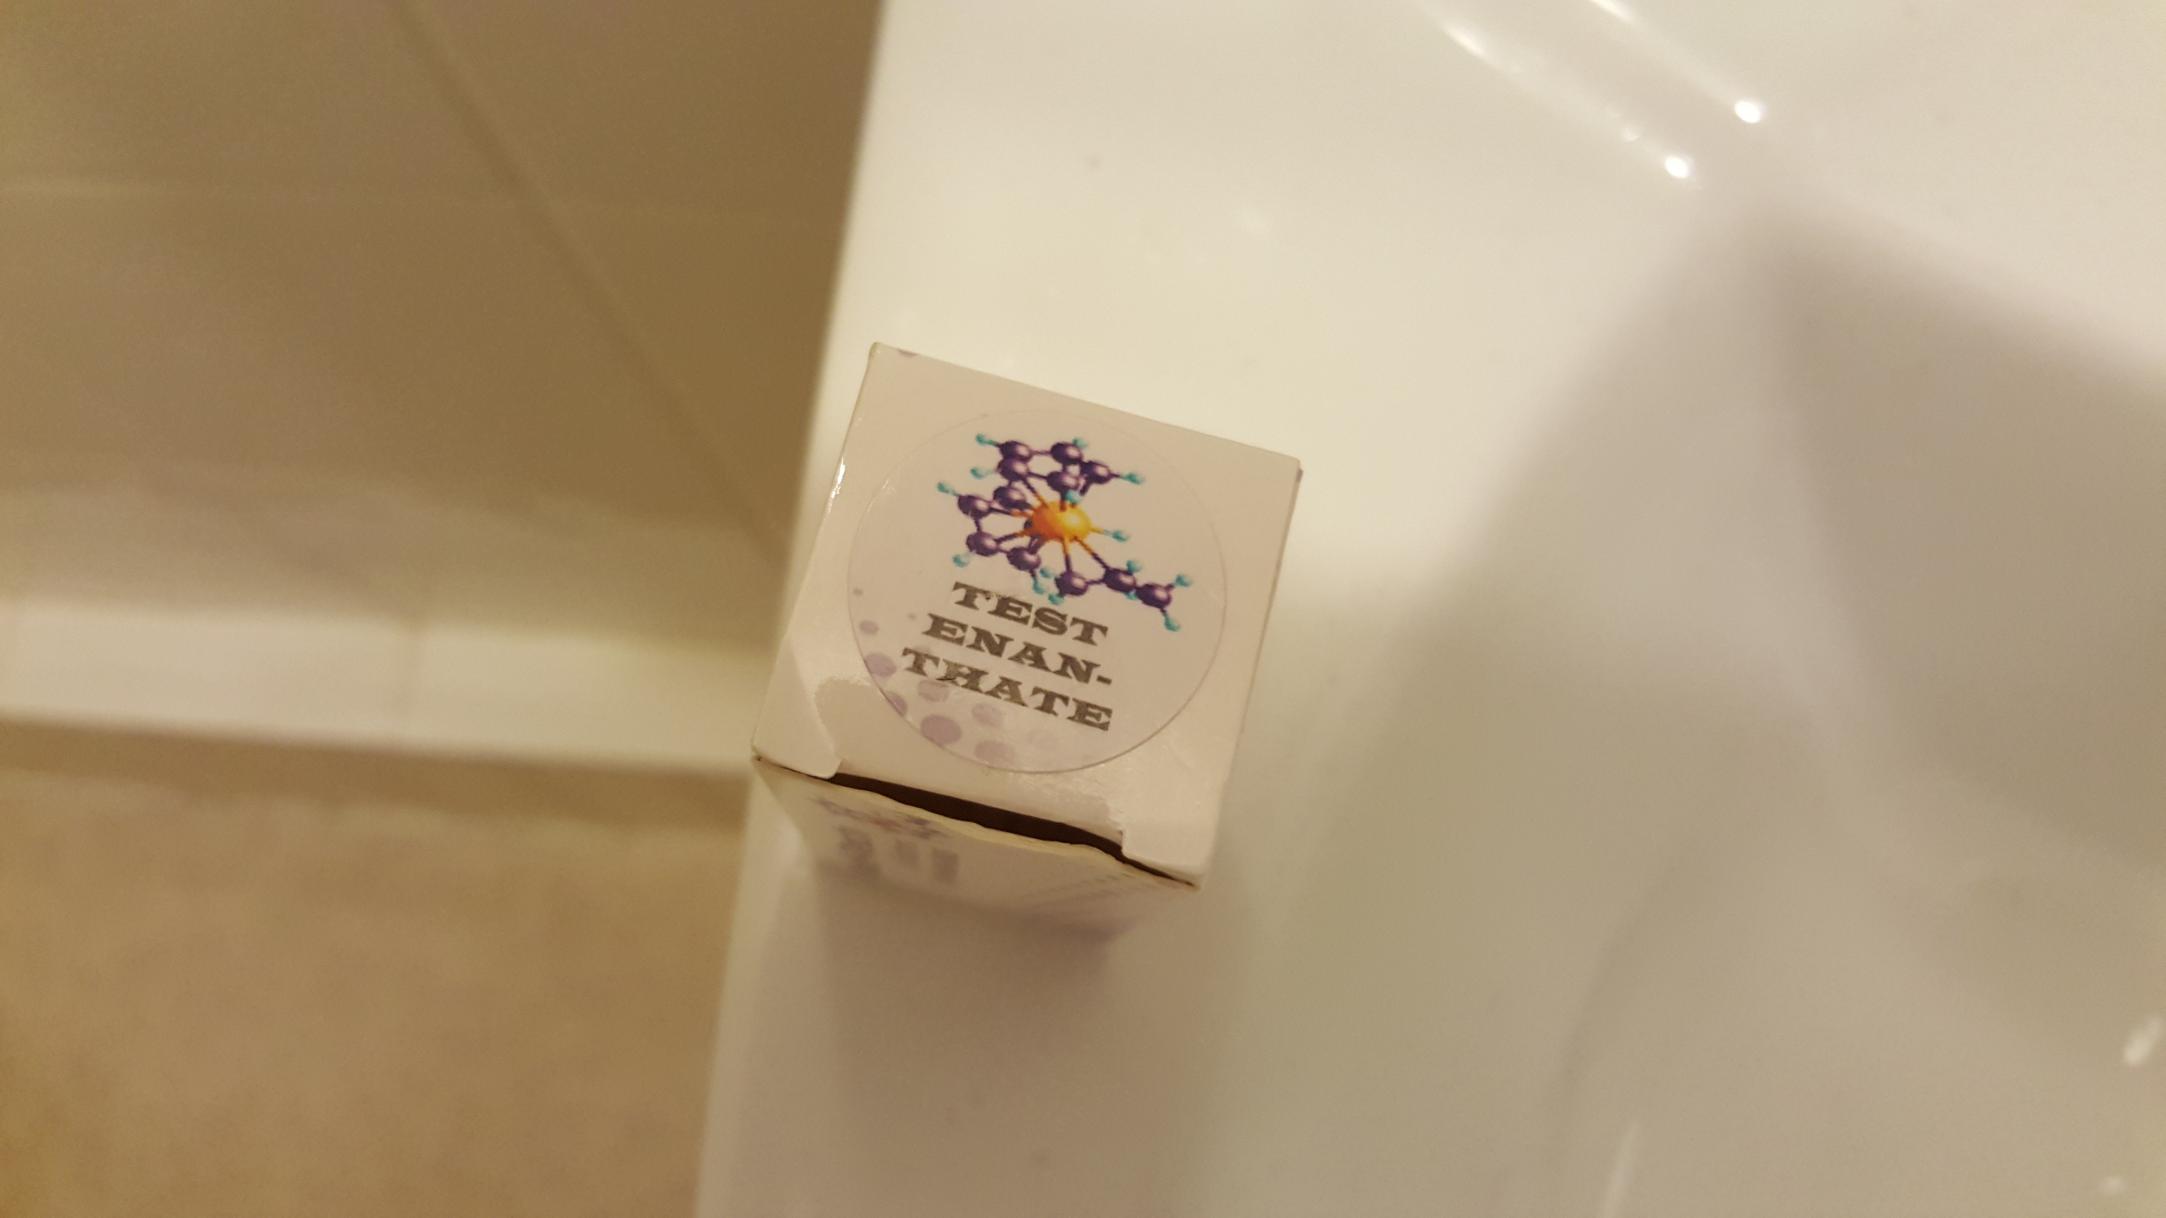 TEST
ENAN-
THATE